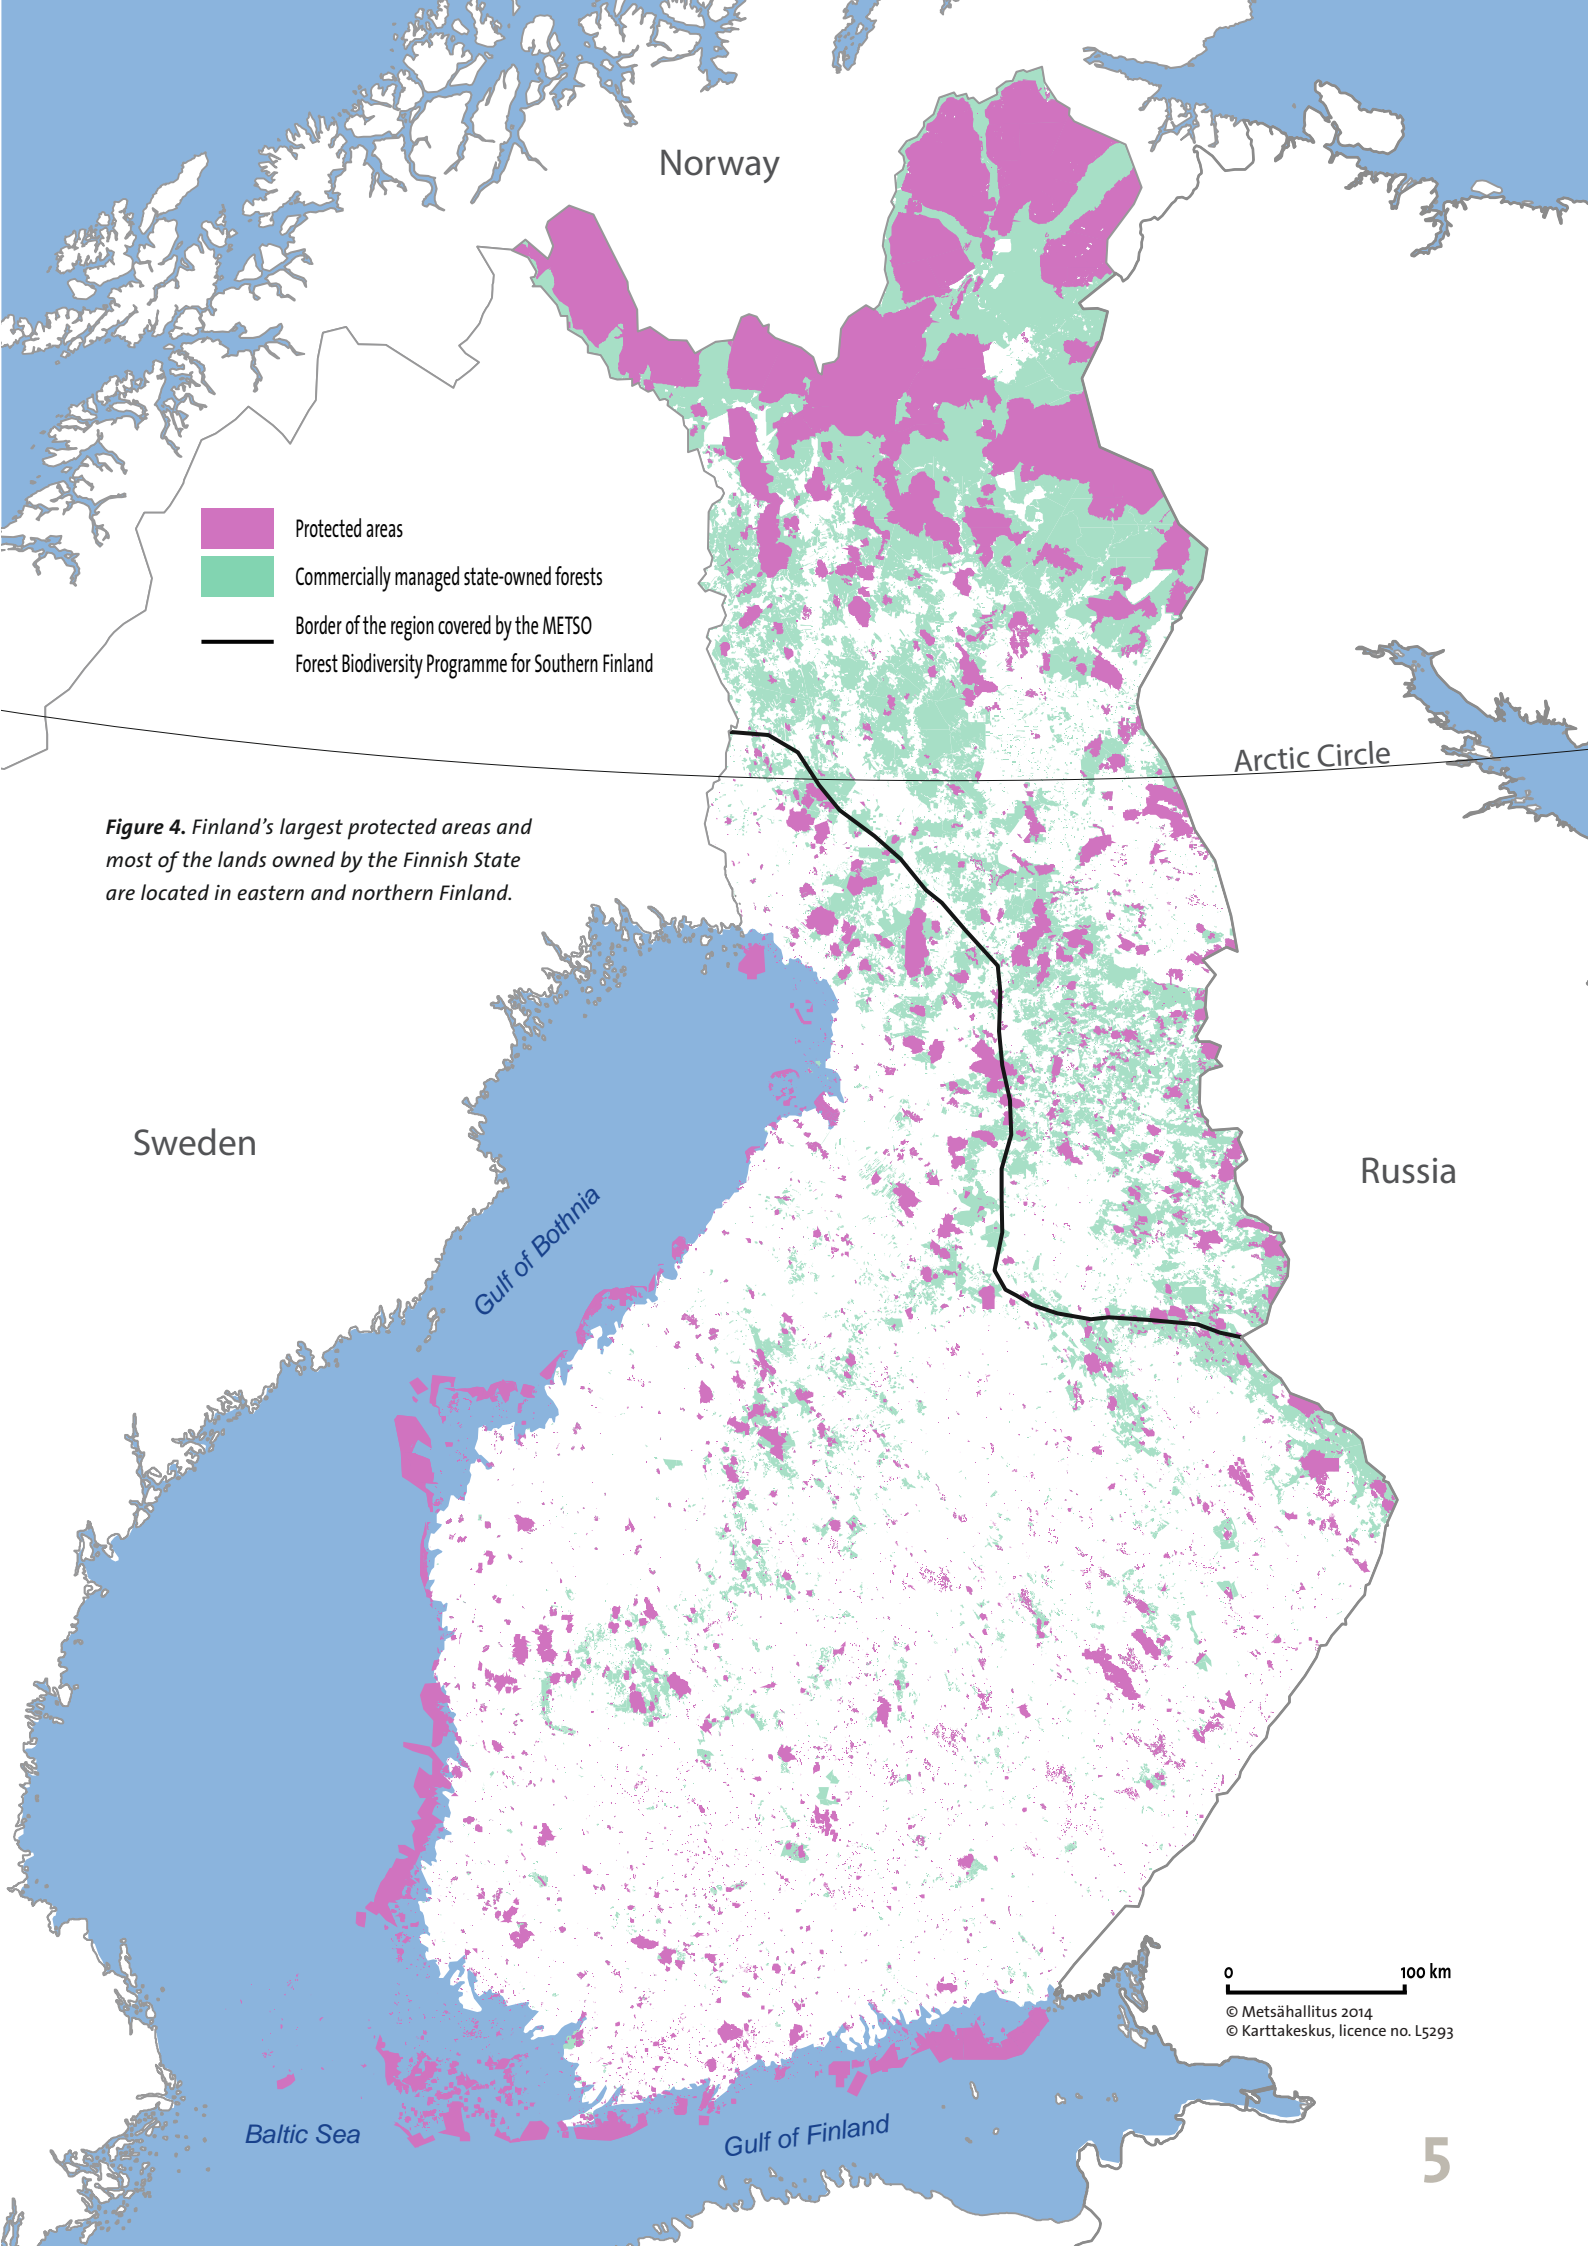 Norway
Protected areas
Commercially managed state-owned forests
Border of the region covered by the METSO
Forest Biodiversity Programme for Southern Finland
Arctic Circle
Figure 4. Finland's largest protected areas and
most of the lands owned by the Finnish State
are located in eastern and northern Finland.
Sweden
Russia
Gulf of Bothnia
0 100 km
© Metsähallitus 2014
© Karttakeskus, licence no. L5293
Baltic Sea
Gulf of Finland
5